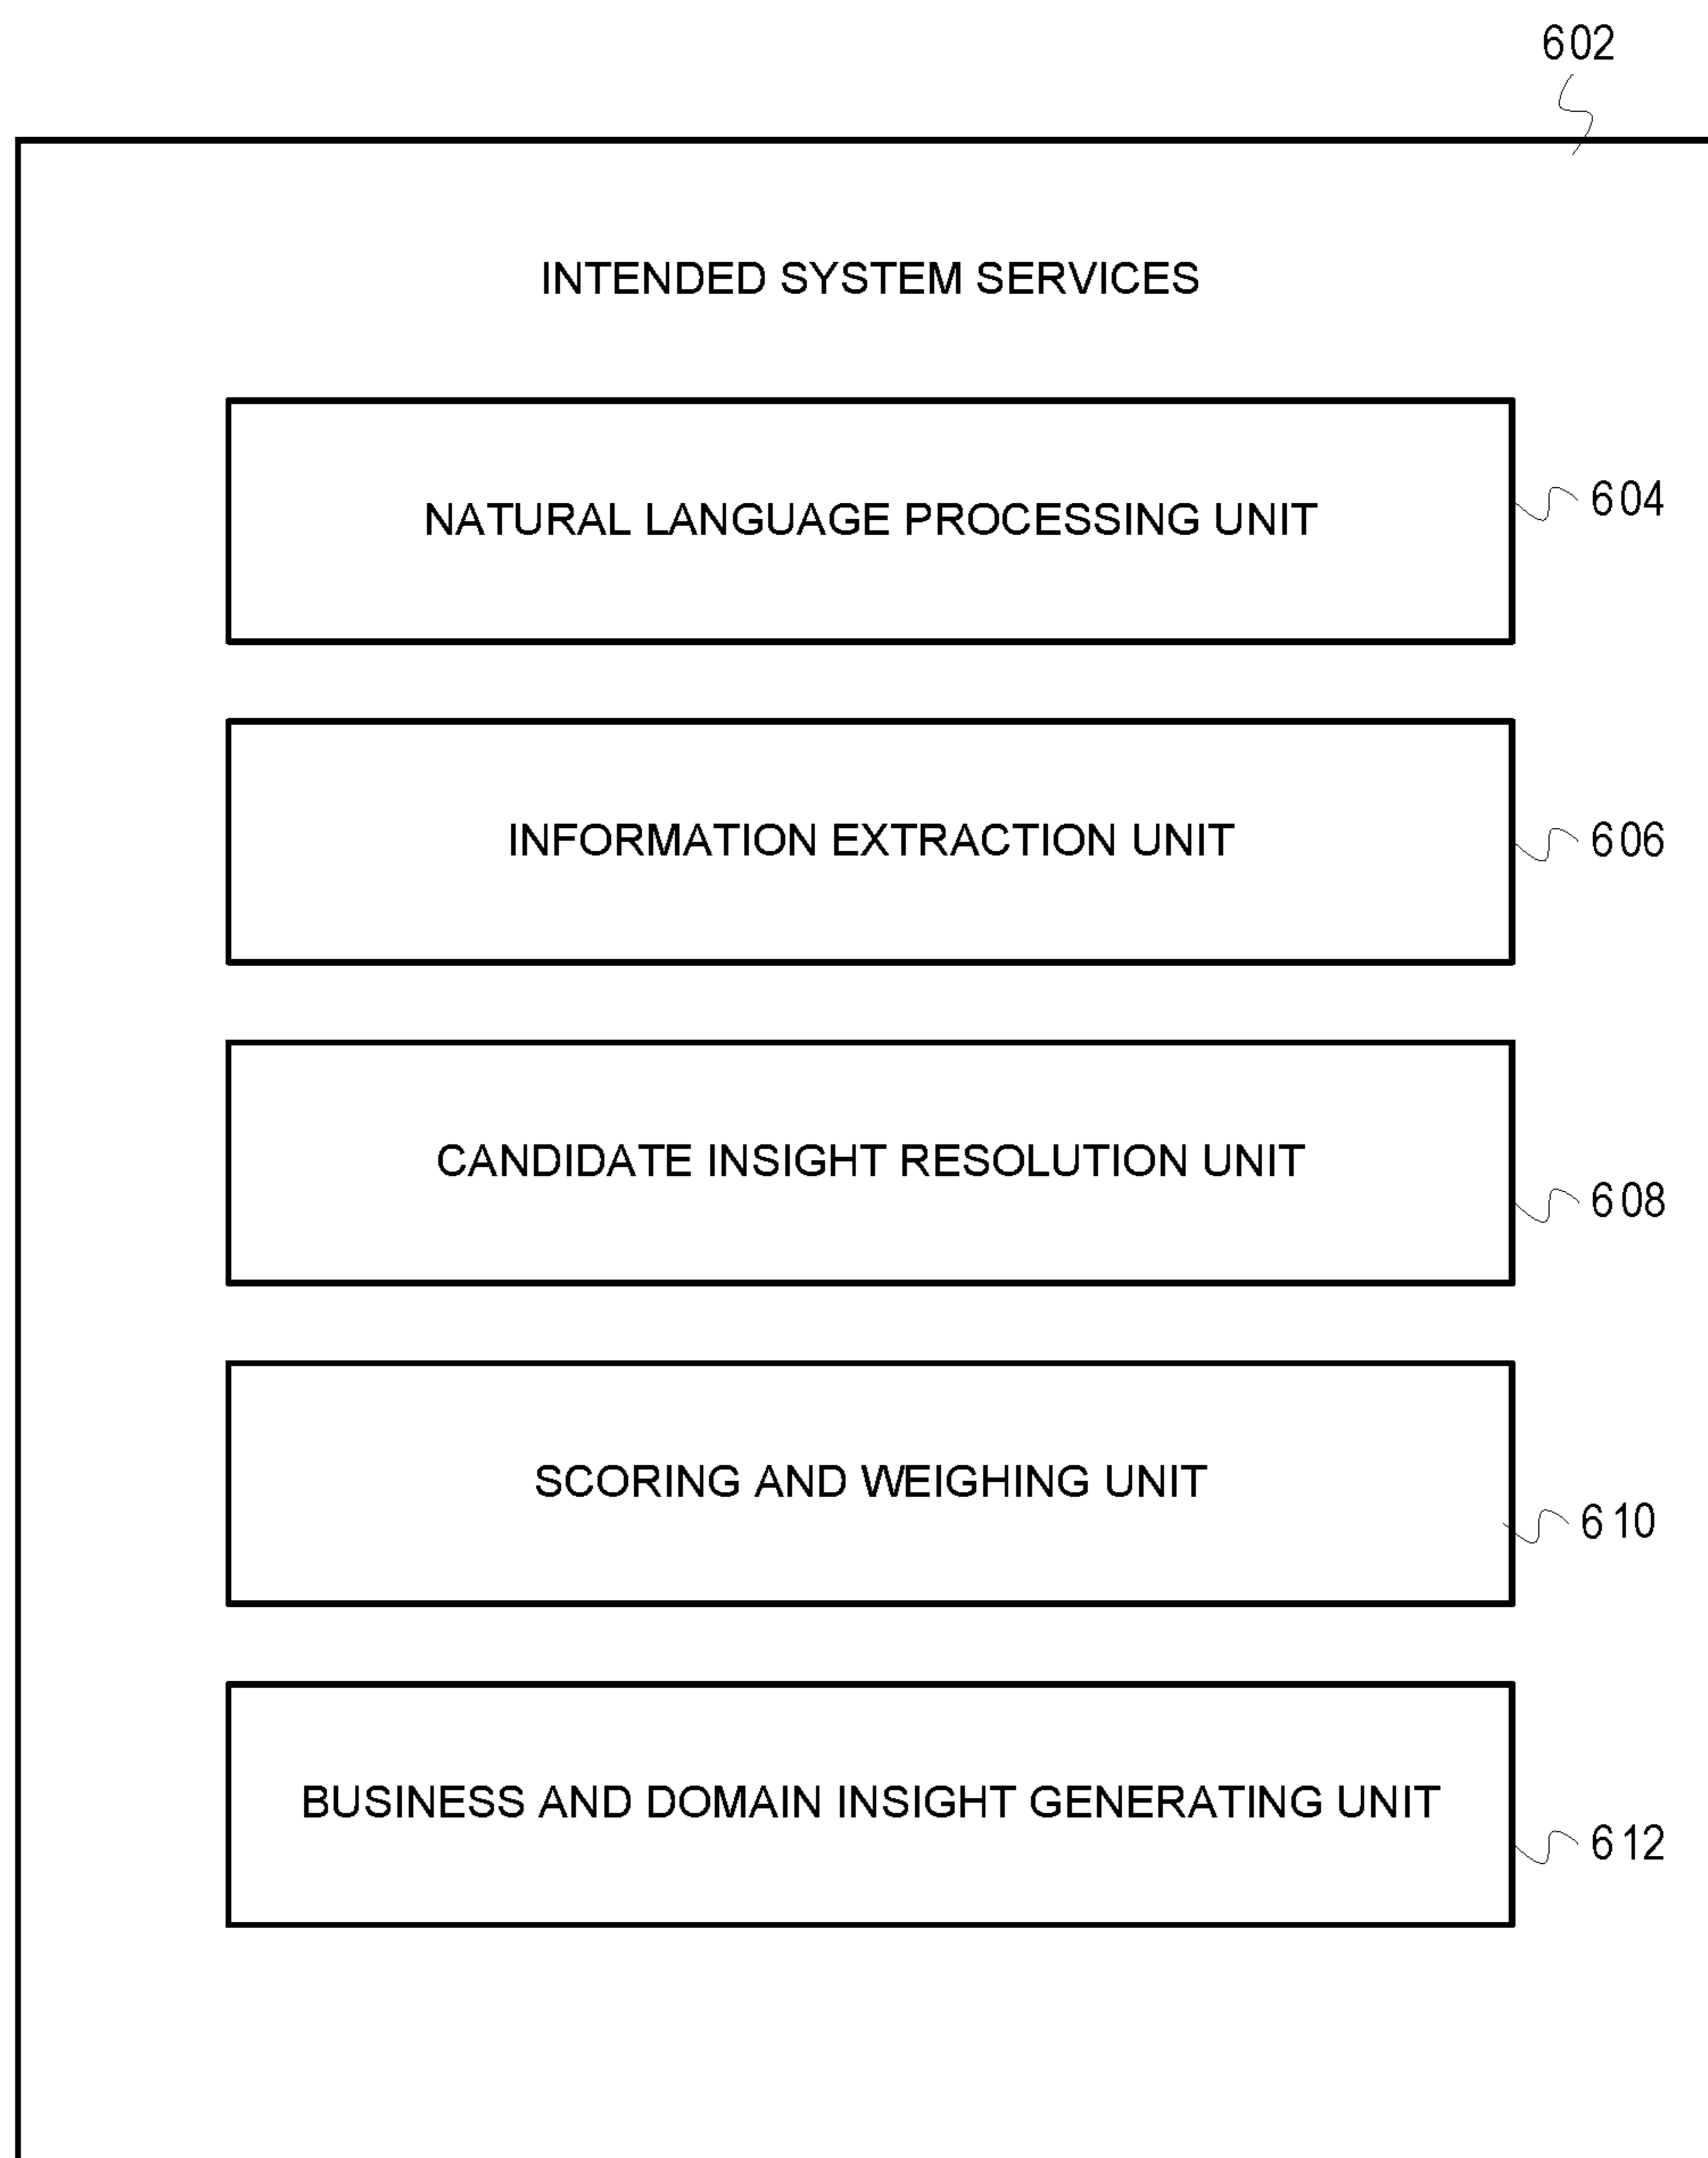 602
INTENDED SYSTEM SERVICES
NATURAL LANGUAGE PROCESSING UNIT
604
INFORMATION EXTRACTION UNIT
606
CANDIDATE INSIGHT RESOLUTION UNIT
608
SCORING AND WEIGHING UNIT
610
BUSINESS AND DOMAIN INSIGHT GENERATING UNIT
612